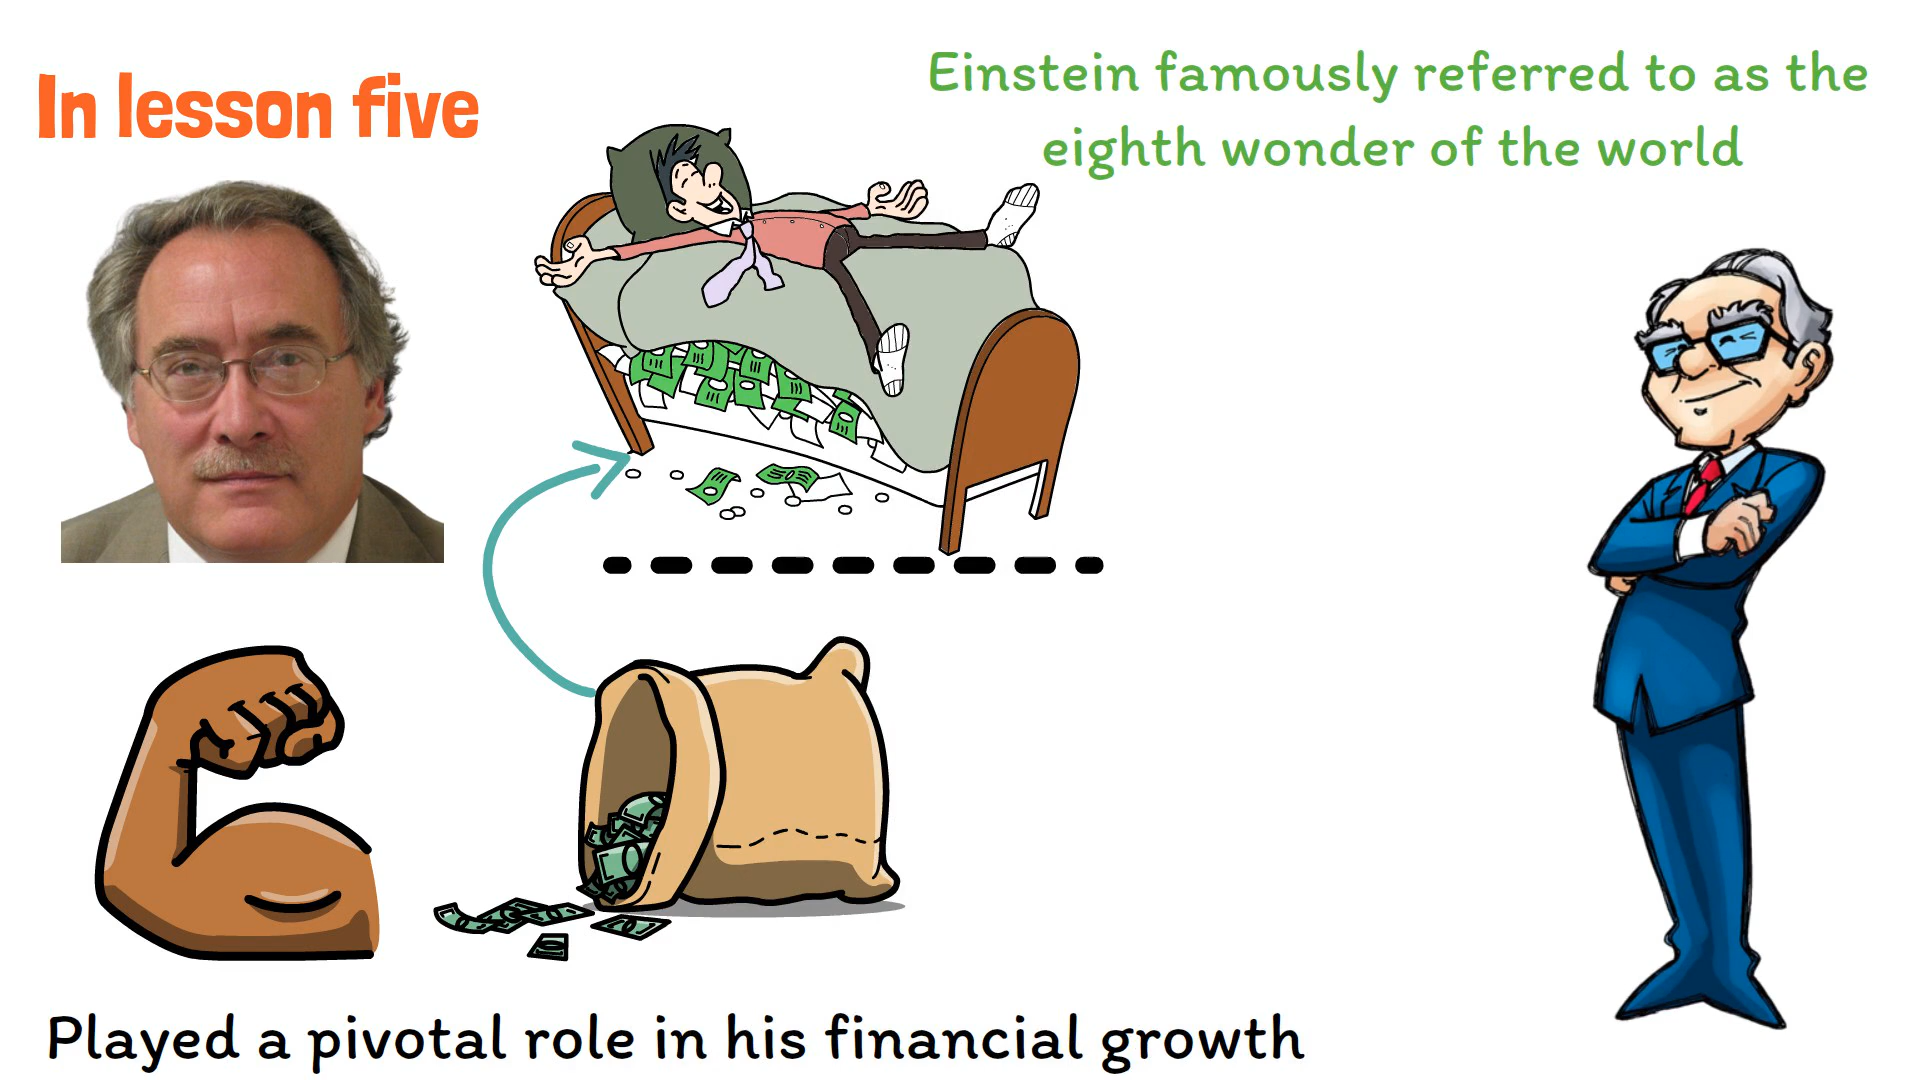 In lesson five
Einstein famously referred to as the
eighth wonder of the world
Played a pivotal role in his financial growth